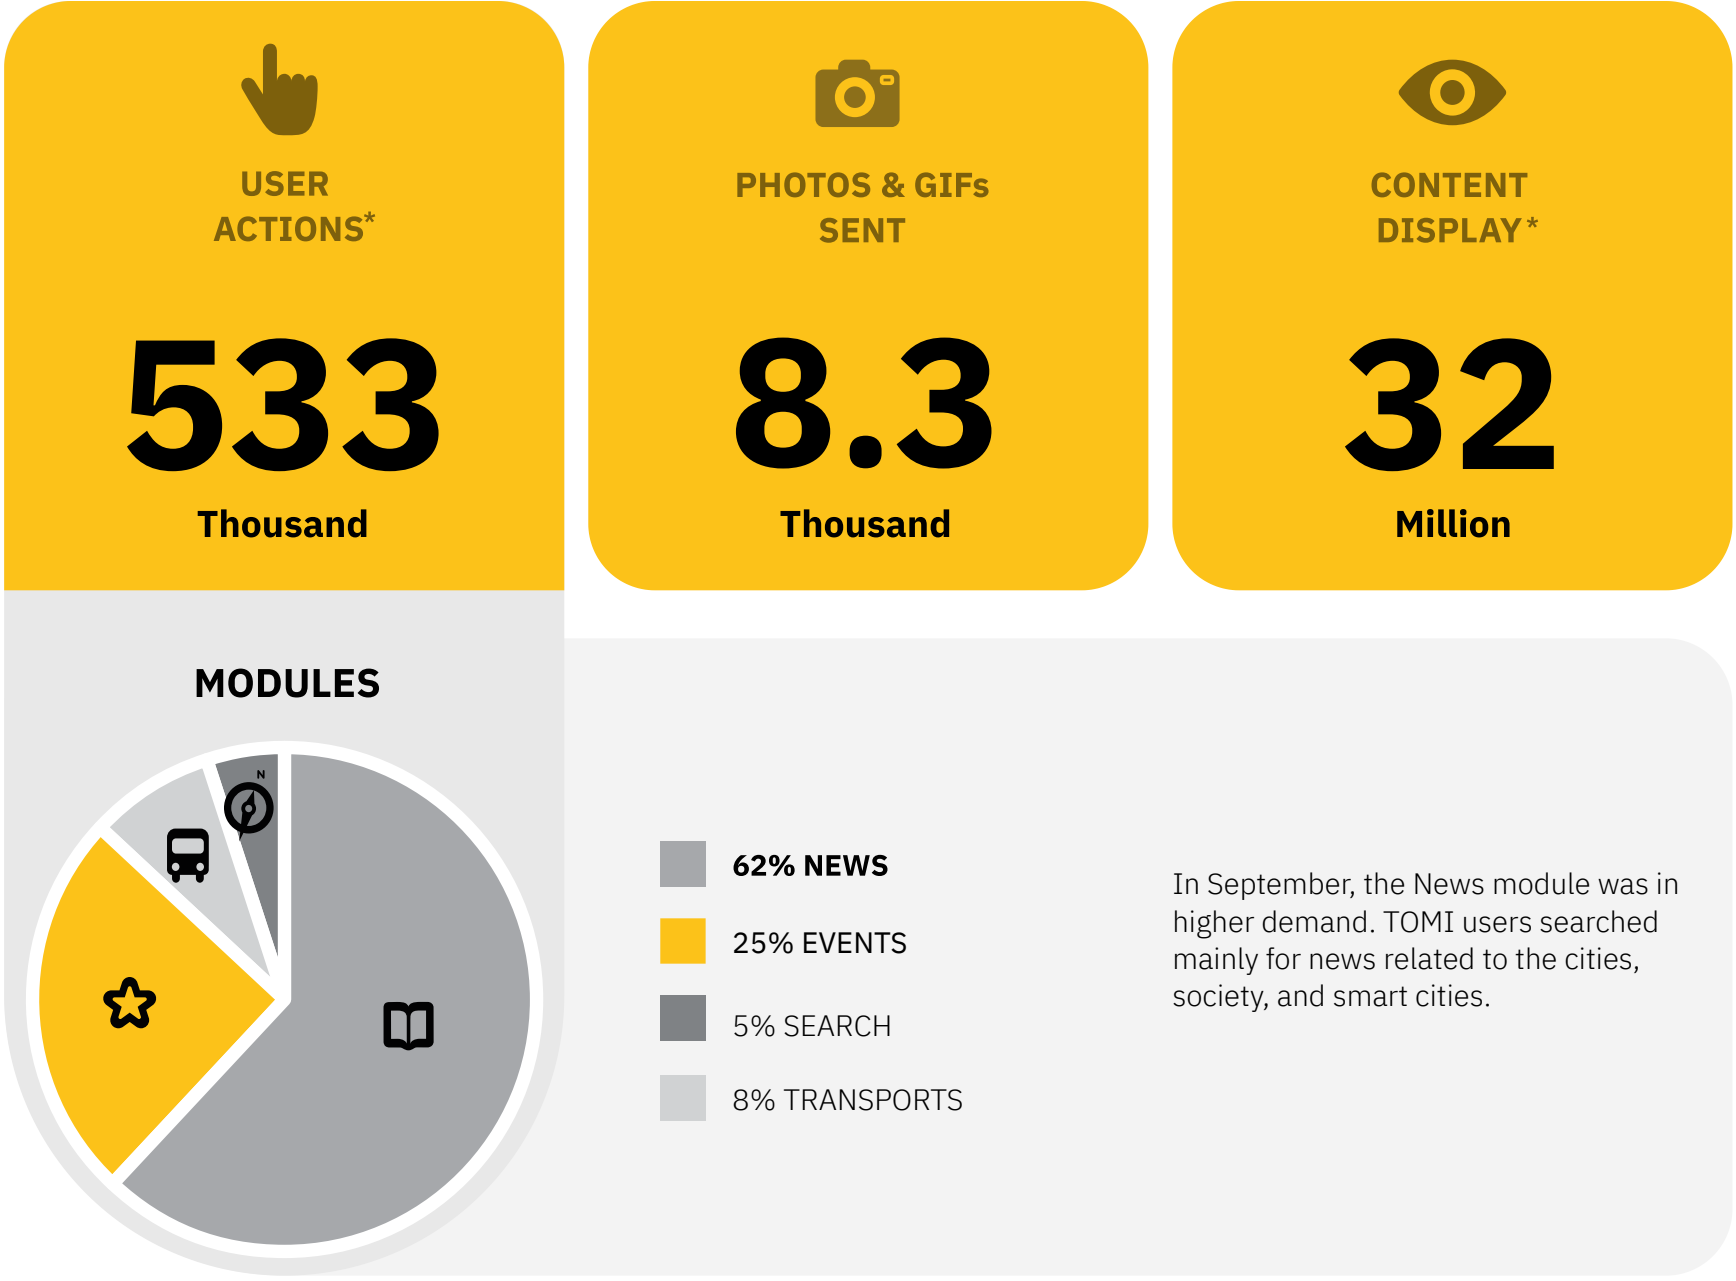 USER
ACTIONS*
533
Thousand
PHOTOS & GIFs
SENT
8.3
Thousand
CONTENT
DISPLAY*
32
Million
MODULES
N
62% NEWS
25% EVENTS
5% SEARCH
8% TRANSPORTS
In September, the News module was in
higher demand. TOMI users searched
mainly for news related to the cities,
society, and smart cities.